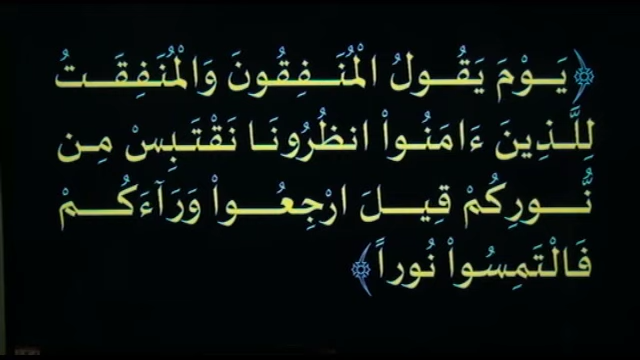 ﴿يَوْمَ يَقُولُ الْمُنَـٰفِقُونَ وَالْمُنَـٰفِقَـٰتُ
لِلَّذِينَ ءَامَنُواْ انظُرُونَا نَقْتَبِسْ مِن
نُّورِكُمْ قِيلَ ارْجِعُواْ وَرَآءَكُمْ
فَالْتَمِسُواْ نُوراً﴾